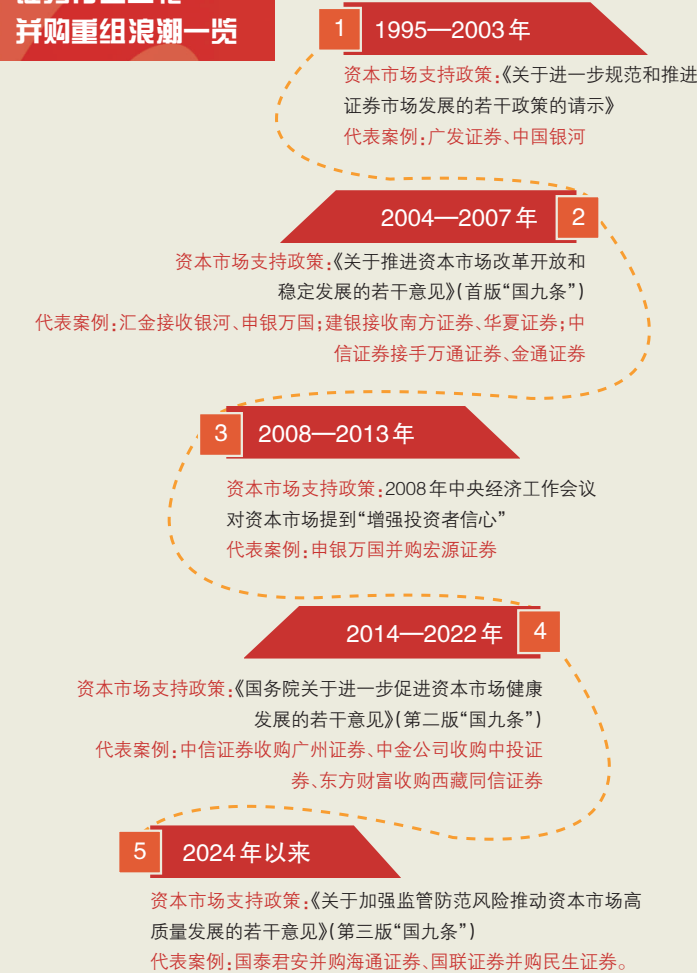 并购重组浪潮一览
1 1995—2003年
资本市场支持政策:《关于进一步规范和推进
证券市场发展的若干政策的请示》
代表案例:广发证券、中国银河
2004—2007年 2
资本市场支持政策:《关于推进资本市场改革开放和
稳定发展的若干意见》(首版“国九条”)
代表案例:汇金接收银河、申银万国;建银接收南方证券、华夏证券;中
信证券接手万通证券、金通证券
3 2008—2013年
资本市场支持政策:2008年中央经济工作会议
对资本市场提到“增强投资者信心”
代表案例:申银万国并购宏源证券
2014—2022年 4
资本市场支持政策:《国务院关于进一步促进资本市场健康
发展的若干意见》(第二版“国九条”)
代表案例:中信证券收购广州证券、中金公司收购中投证
券、东方财富收购西藏同信证券
5 2024年以来
资本市场支持政策:《关于加强监管防范风险推动资本市场高
质量发展的若干意见》(第三版“国九条”)
代表案例:国泰君安并购海通证券、国联证券并购民生证券。